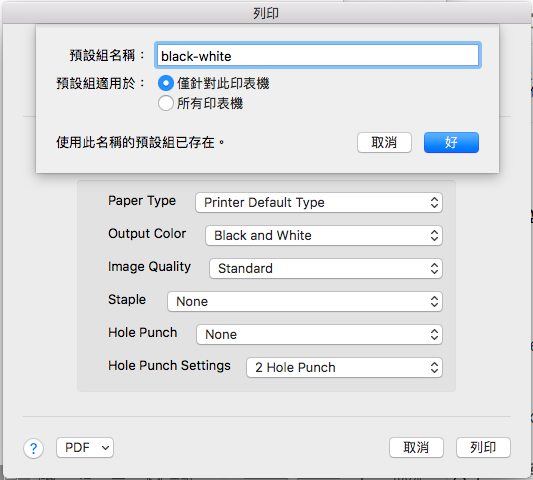 列印
預設組名稱： black-white
預設組適用於： 僅針對此印表機
所有印表機
使用此名稱的預設組已存在。 取消 好
Paper Type Printer Default Type
Output Color Black and White
Image Quality Standard
Staple None
Hole Punch None
Hole Punch Settings 2 Hole Punch
? PDF 取消 列印